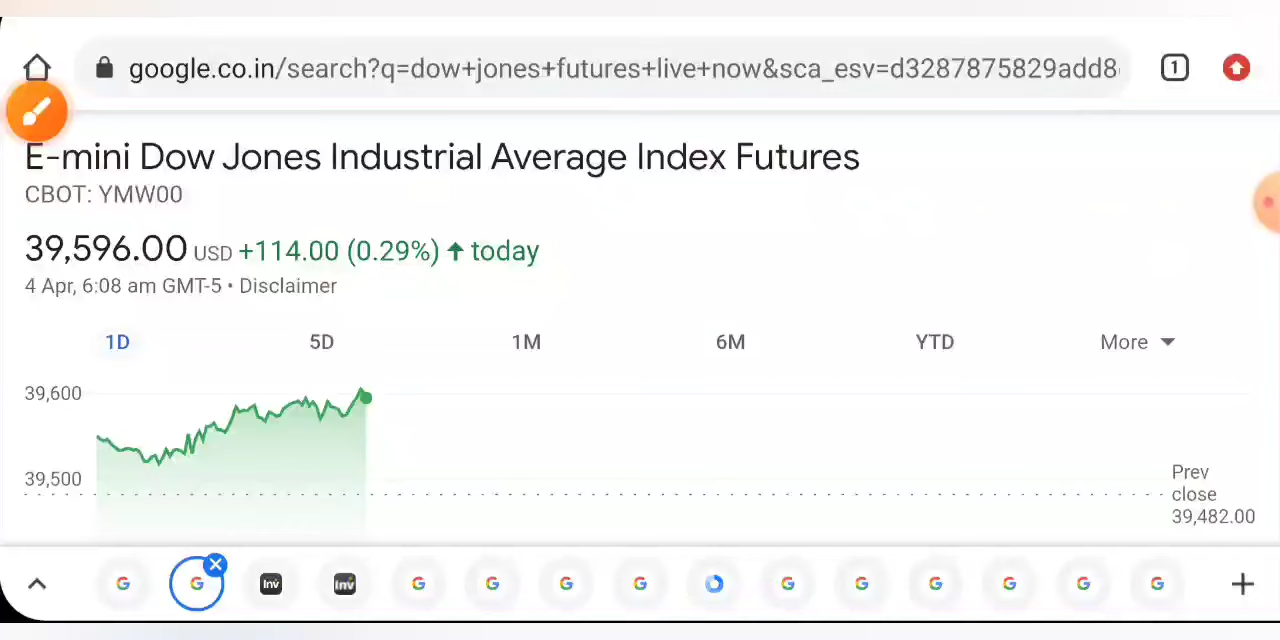 google.co.in/search?q=dow+jones+futures+live+now&sca_esv=d3287875829add8
1
E-mini Dow Jones Industrial Average Index Futures
CBOT: YMW00
39,596.00 USD +114.00 (0.29%) ↑ today
4 Apr, 6:08 am GMT-5 • Disclaimer
1D 5D 1M 6M YTD More
39,600
39,500
Prev
close
39,482.00
G G Inv Inv G G G G G G G G G G